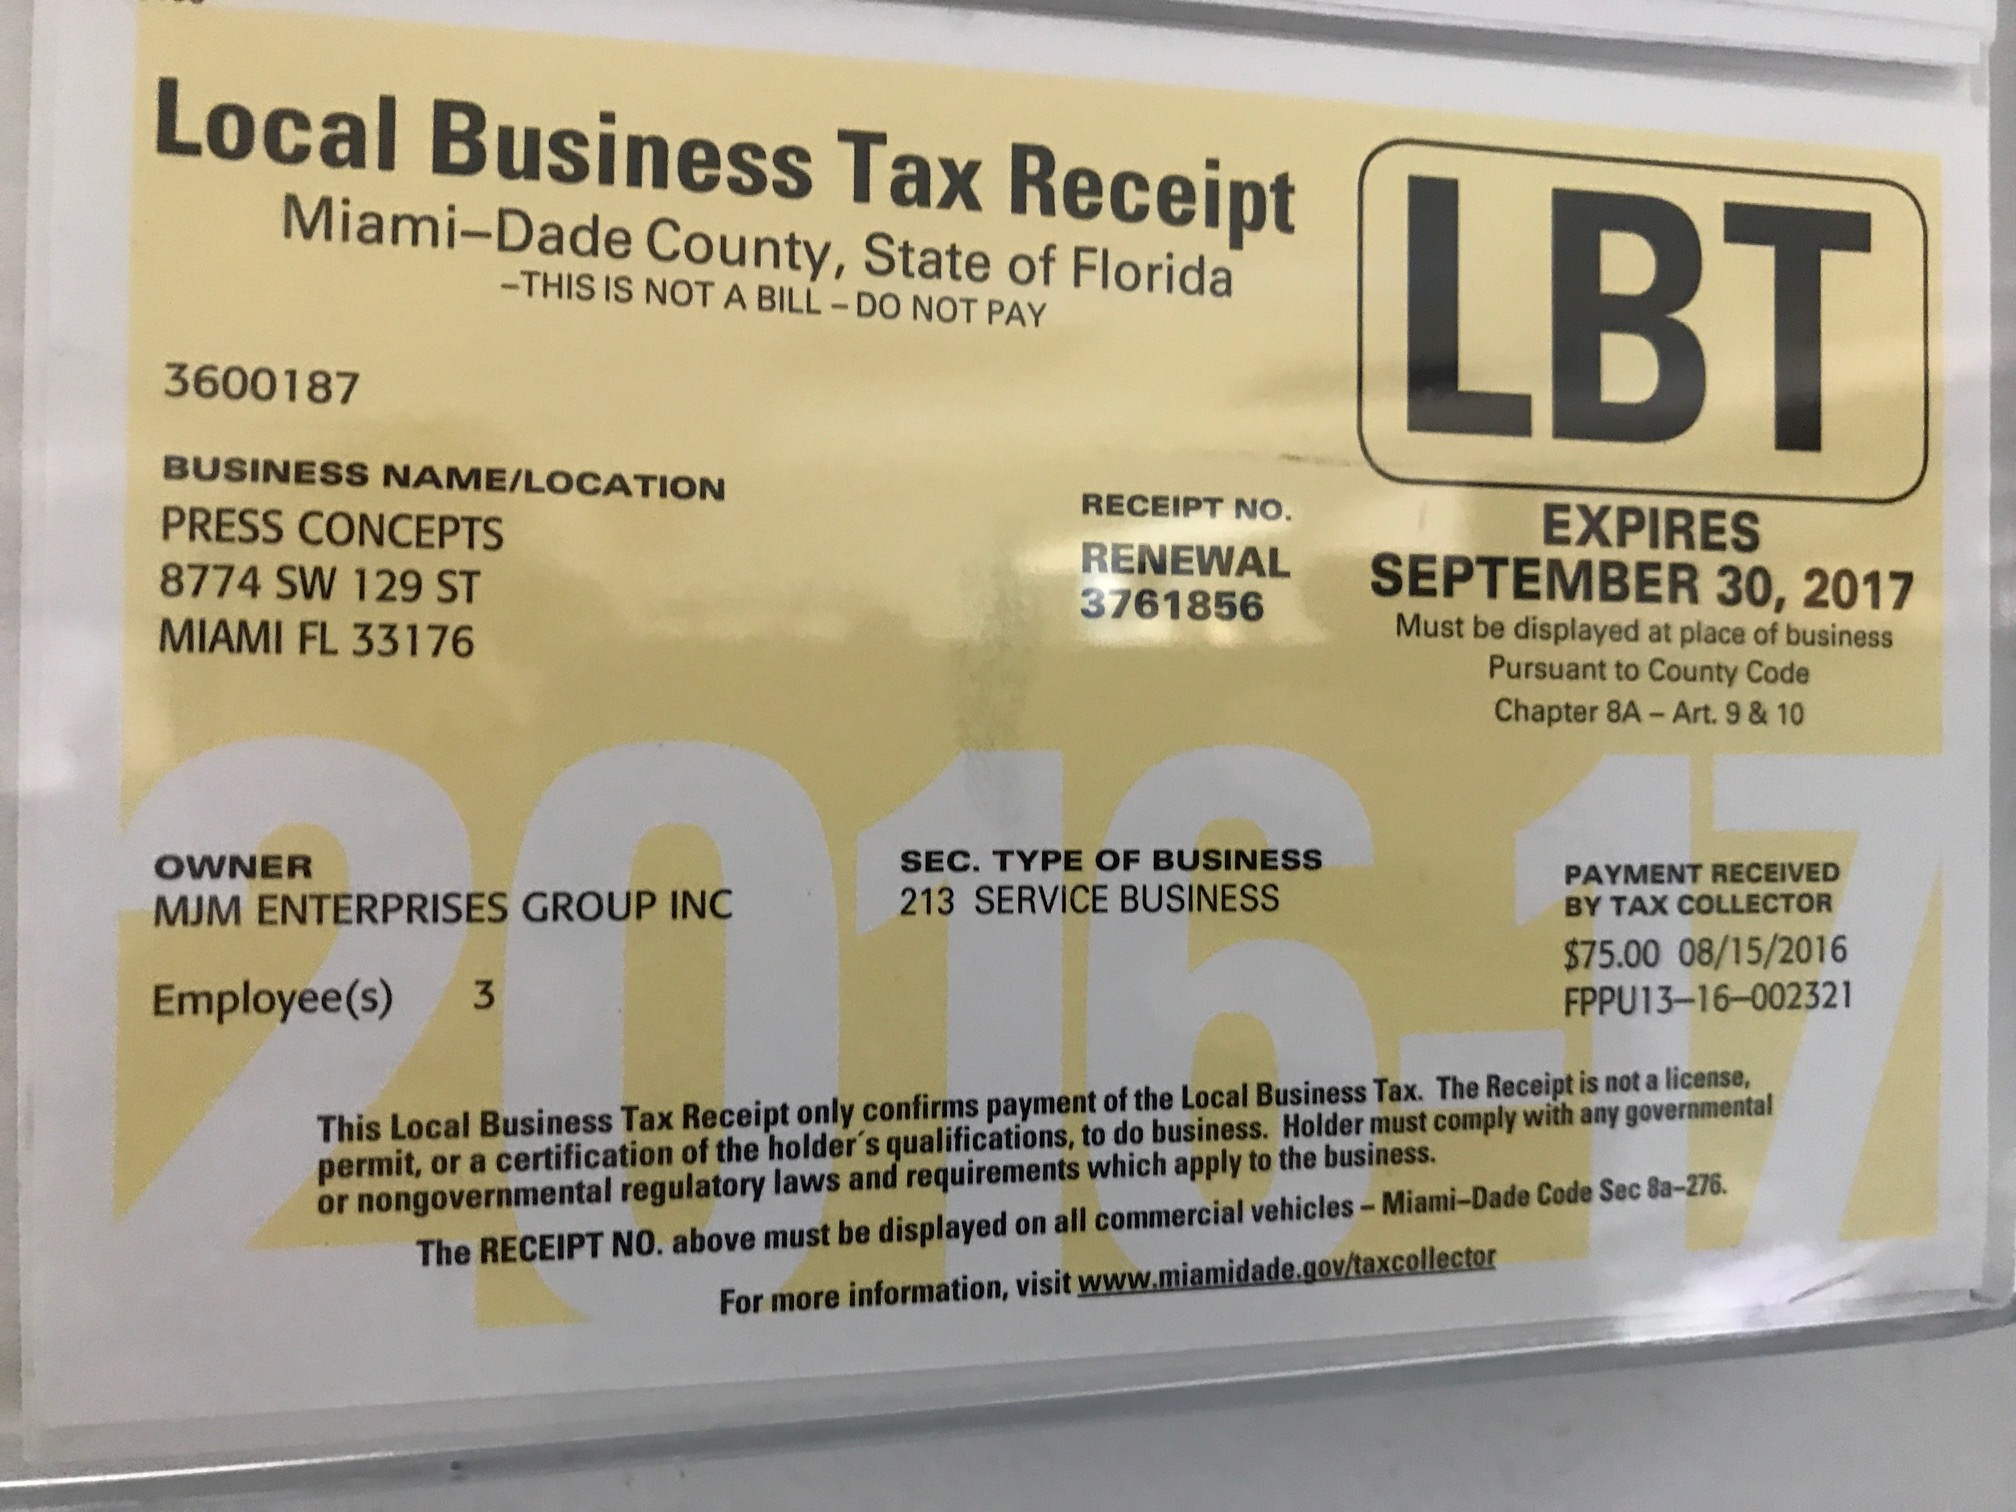 Local Business Tax Receipt
Miami–Dade County, State of Florida
–THIS IS NOT A BILL – DO NOT PAY
LBT
3600187
BUSINESS NAME/LOCATION
PRESS CONCEPTS
8774 SW 129 ST
MIAMI FL 33176
RECEIPT NO.
RENEWAL
3761856
EXPIRES
SEPTEMBER 30, 2017
Must be displayed at place of business
Pursuant to County Code
Chapter 8A – Art. 9 & 10
2016-17
OWNER
MJM ENTERPRISES GROUP INC
Employee(s) 3
SEC. TYPE OF BUSINESS
213 SERVICE BUSINESS
PAYMENT RECEIVED
BY TAX COLLECTOR
$75.00 08/15/2016
FPPU13–16–002321
This Local Business Tax Receipt only confirms payment of the Local Business Tax. The Receipt is not a license,
permit, or a certification of the holder´s qualifications, to do business. Holder must comply with any governmental
or nongovernmental regulatory laws and requirements which apply to the business.
The RECEIPT NO. above must be displayed on all commercial vehicles – Miami–Dade Code Sec 8a–276.
For more information, visit www.miamidade.gov/taxcollector